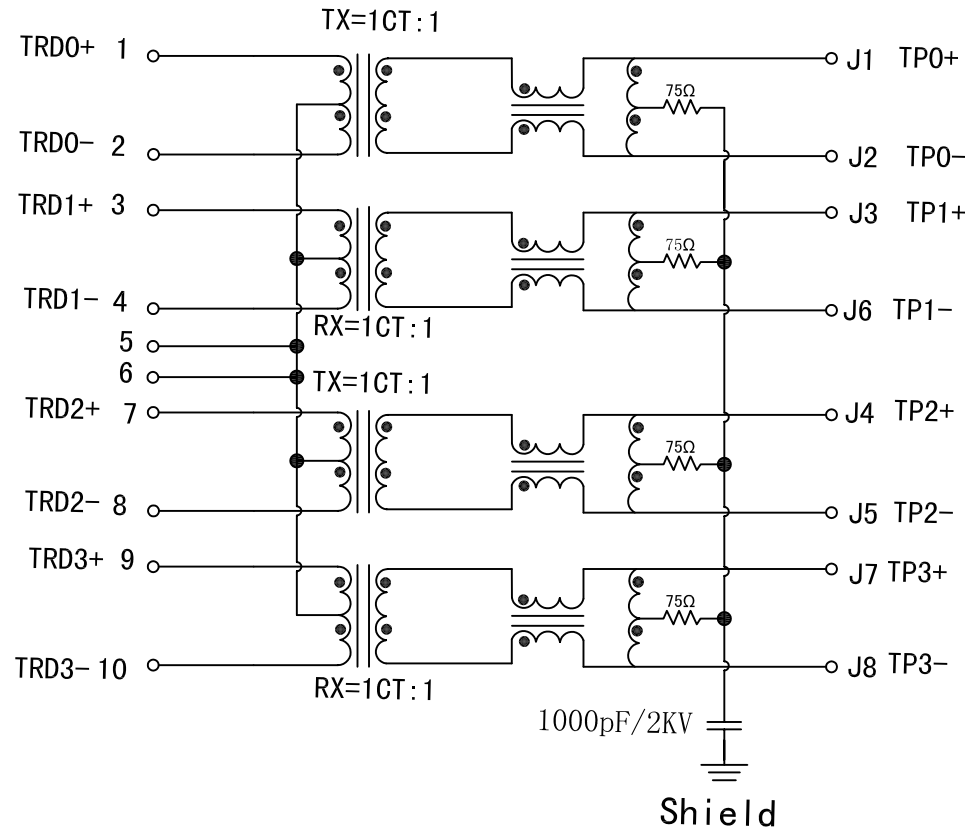 TX=1CT:1
TRD0+ 1
J1 TP0+
75Ω
TRD0- 2
J2 TP0-
TRD1+ 3
J3 TP1+
75Ω
TRD1- 4
J6 TP1-
RX=1CT:1
5
6
TX=1CT:1
TRD2+ 7
J4 TP2+
75Ω
TRD2- 8
J5 TP2-
TRD3+ 9
J7 TP3+
75Ω
TRD3- 10
J8 TP3-
RX=1CT:1
1000pF/2KV
Shield